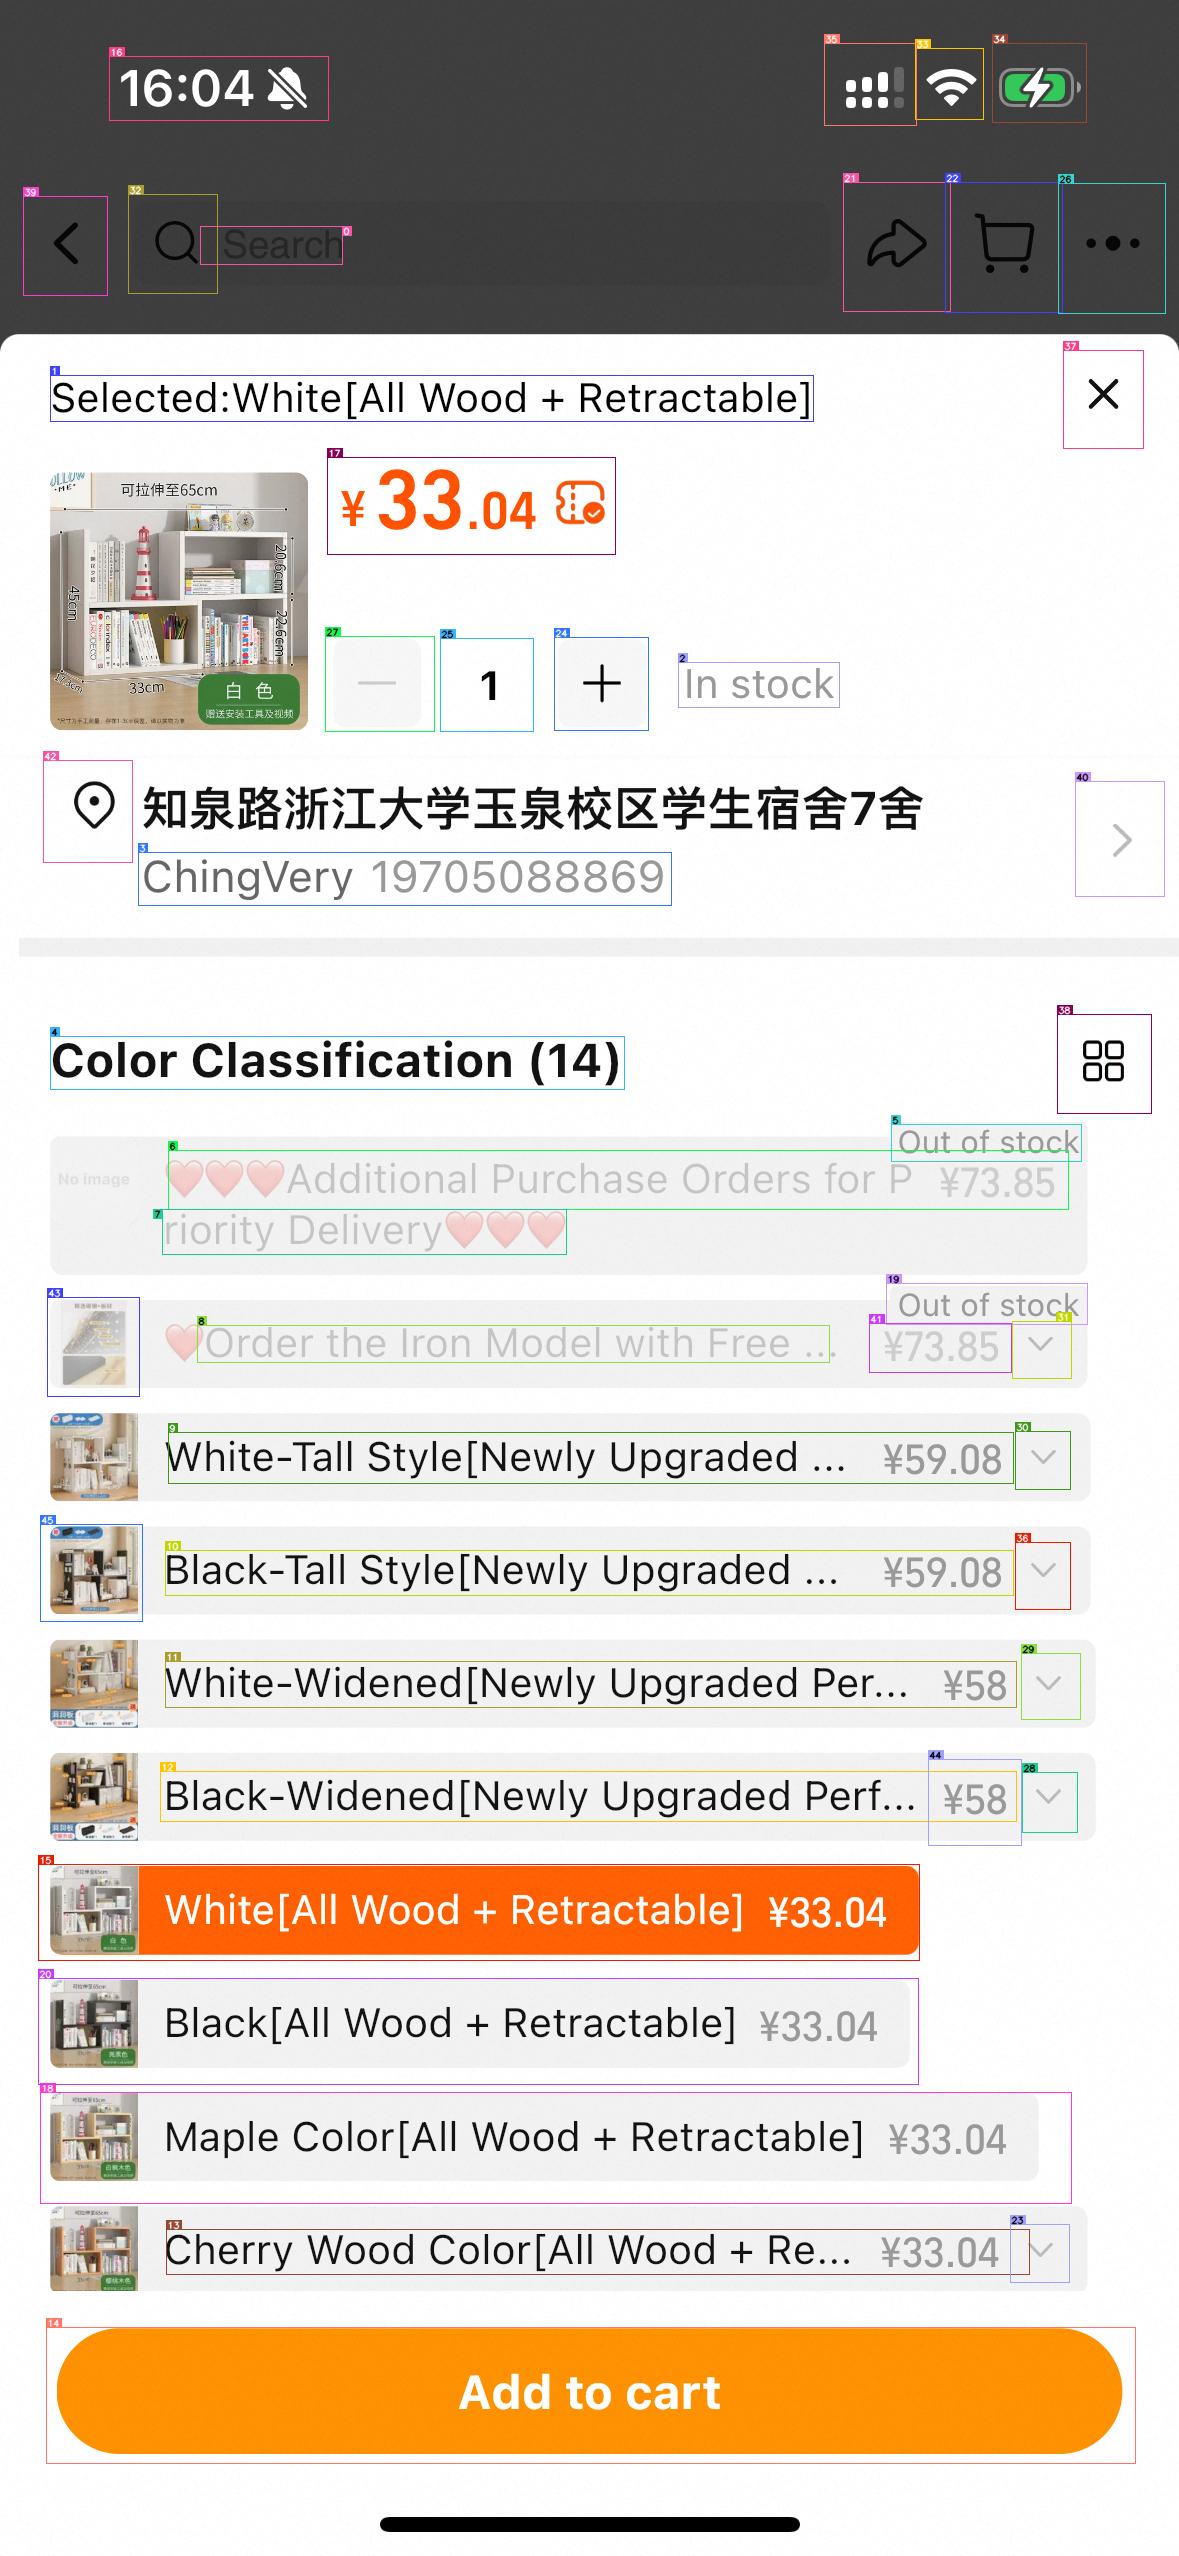 16:04
Search
Selected:White[All Wood + Retractable]
可拉伸至65cm
20.6cm
45cm
22.6cm
33cm
白 色
赠送安装工具及视频
¥33.04
1
In stock
知泉路浙江大学玉泉校区学生宿舍7舍
ChingVery 19705088869
Color Classification (14)
Out of stock
No image
❤️❤️❤️Additional Purchase Orders for P ¥73.85
riority Delivery❤️❤️❤️
Out of stock
❤️Order the Iron Model with Free ... ¥73.85
White-Tall Style[Newly Upgraded ... ¥59.08
Black-Tall Style[Newly Upgraded ... ¥59.08
White-Widened[Newly Upgraded Per... ¥58
Black-Widened[Newly Upgraded Perf... ¥58
White[All Wood + Retractable] ¥33.04
Black[All Wood + Retractable] ¥33.04
Maple Color[All Wood + Retractable] ¥33.04
Cherry Wood Color[All Wood + Re... ¥33.04
Add to cart